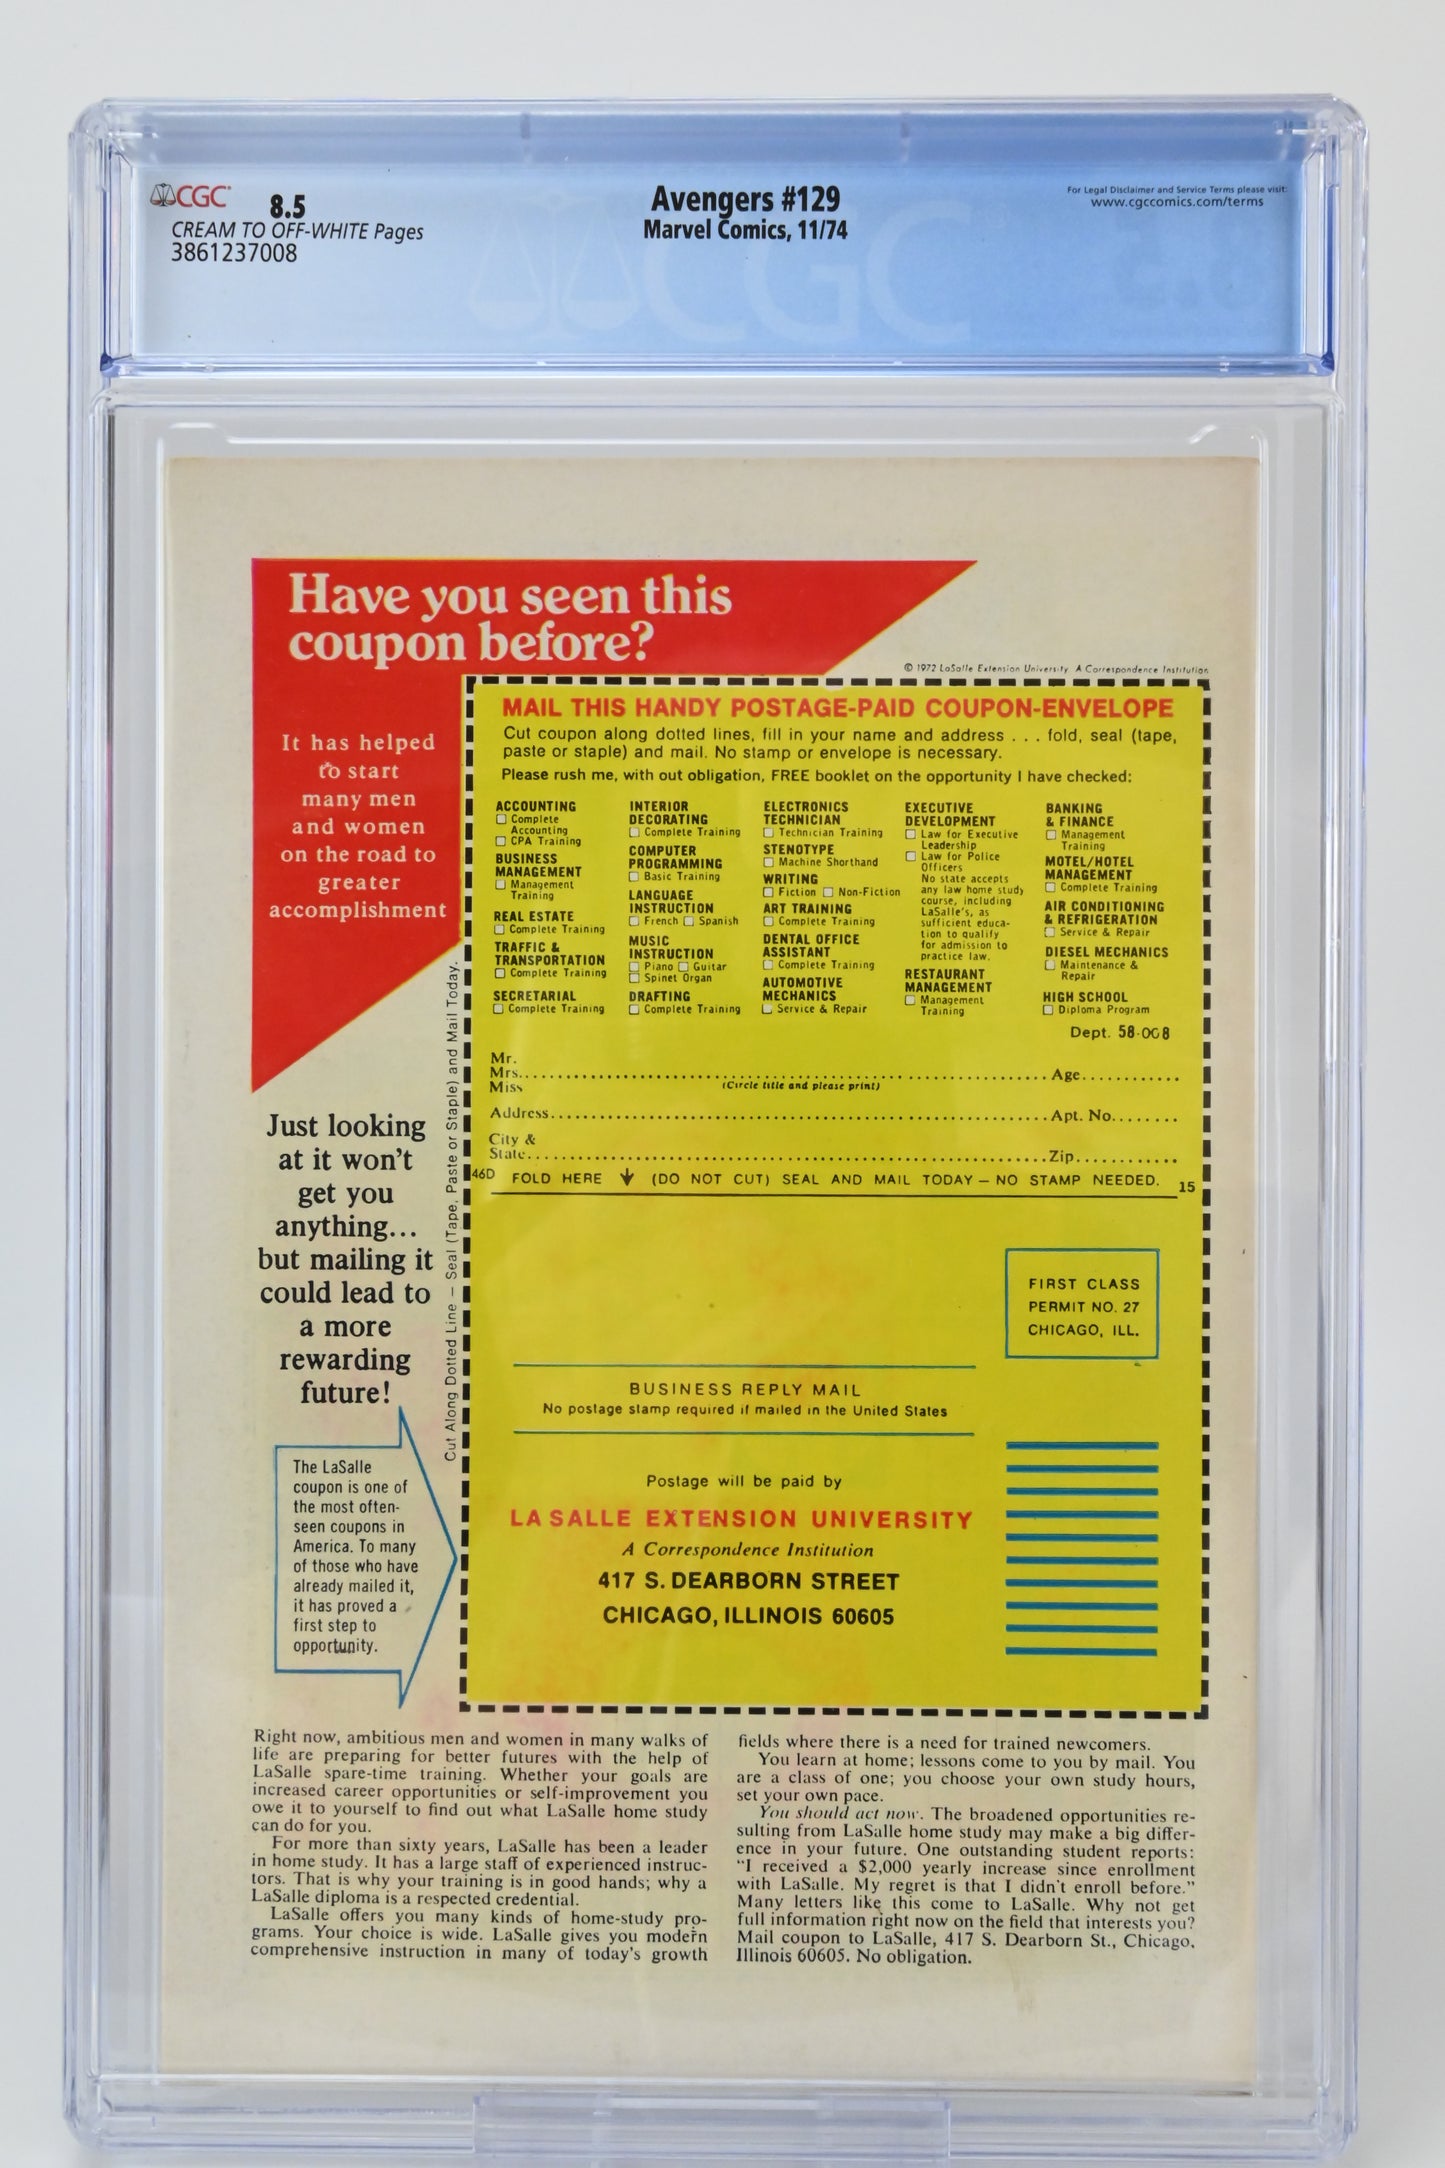 CGC
8.5
CREAM TO OFF-WHITE Pages
3861237008
Avengers #129
Marvel Comics, 11/74
For Legal Disclaimer and Service Terms please visit:
www.cgccomics.com/terms
CGC
Have you seen this
coupon before?
It has helped
to start
many men
and women
on the road to
greater
accomplishment
Just looking
at it won't
get you
anything...
but mailing it
could lead to
a more
rewarding
future!
The LaSalle
coupon is one of
the most often-
seen coupons in
America. To many
of those who have
already mailed it,
it has proved a
first step to
opportunity.
Cut Along Dotted Line — Seal (Tape, Paste or Staple) and Mail Today.
© 1972 LaSalle Extension University A Correspondence Institution
MAIL THIS HANDY POSTAGE-PAID COUPON-ENVELOPE
Cut coupon along dotted lines, fill in your name and address . . . fold, seal (tape,
paste or staple) and mail. No stamp or envelope is necessary.
Please rush me, with out obligation, FREE booklet on the opportunity I have checked:
ACCOUNTING
Complete
Accounting
CPA Training
BUSINESS
MANAGEMENT
Management
Training
REAL ESTATE
Complete Training
TRAFFIC &
TRANSPORTATION
Complete Training
SECRETARIAL
Complete Training
INTERIOR
DECORATING
Complete Training
COMPUTER
PROGRAMMING
Basic Training
LANGUAGE
INSTRUCTION
French Spanish
MUSIC
INSTRUCTION
Piano Guitar
Spinet Organ
DRAFTING
Complete Training
ELECTRONICS
TECHNICIAN
Technician Training
STENOTYPE
Machine Shorthand
WRITING
Fiction Non-Fiction
ART TRAINING
Complete Training
DENTAL OFFICE
ASSISTANT
Complete Training
AUTOMOTIVE
MECHANICS
Service & Repair
EXECUTIVE
DEVELOPMENT
Law for Executive
Leadership
Law for Police
Officers
No state accepts
any law home study
course, including
LaSalle's, as
sufficient educa-
tion to qualify
for admission to
practice law.
RESTAURANT
MANAGEMENT
Management
Training
BANKING
& FINANCE
Management
Training
MOTEL/HOTEL
MANAGEMENT
Complete Training
AIR CONDITIONING
& REFRIGERATION
Service & Repair
DIESEL MECHANICS
Maintenance &
Repair
HIGH SCHOOL
Diploma Program
Dept. 58-008
Mr.
Mrs. Age
Miss (Circle title and please print)
Address Apt. No.
City &
State Zip
46D FOLD HERE (DO NOT CUT) SEAL AND MAIL TODAY — NO STAMP NEEDED. 15
FIRST CLASS
PERMIT NO. 27
CHICAGO, ILL.
BUSINESS REPLY MAIL
No postage stamp required if mailed in the United States
Postage will be paid by
LA SALLE EXTENSION UNIVERSITY
A Correspondence Institution
417 S. DEARBORN STREET
CHICAGO, ILLINOIS 60605
Right now, ambitious men and women in many walks of
life are preparing for better futures with the help of
LaSalle spare-time training. Whether your goals are
increased career opportunities or self-improvement you
owe it to yourself to find out what LaSalle home study
can do for you.
For more than sixty years, LaSalle has been a leader
in home study. It has a large staff of experienced instruc-
tors. That is why your training is in good hands; why a
LaSalle diploma is a respected credential.
LaSalle offers you many kinds of home-study pro-
grams. Your choice is wide. LaSalle gives you modern
comprehensive instruction in many of today's growth
fields where there is a need for trained newcomers.
You learn at home; lessons come to you by mail. You
are a class of one; you choose your own study hours,
set your own pace.
You should act now. The broadened opportunities re-
sulting from LaSalle home study may make a big differ-
ence in your future. One outstanding student reports:
"I received a $2,000 yearly increase since enrollment
with LaSalle. My regret is that I didn't enroll before."
Many letters like this come to LaSalle. Why not get
full information right now on the field that interests you?
Mail coupon to LaSalle, 417 S. Dearborn St., Chicago,
Illinois 60605. No obligation.